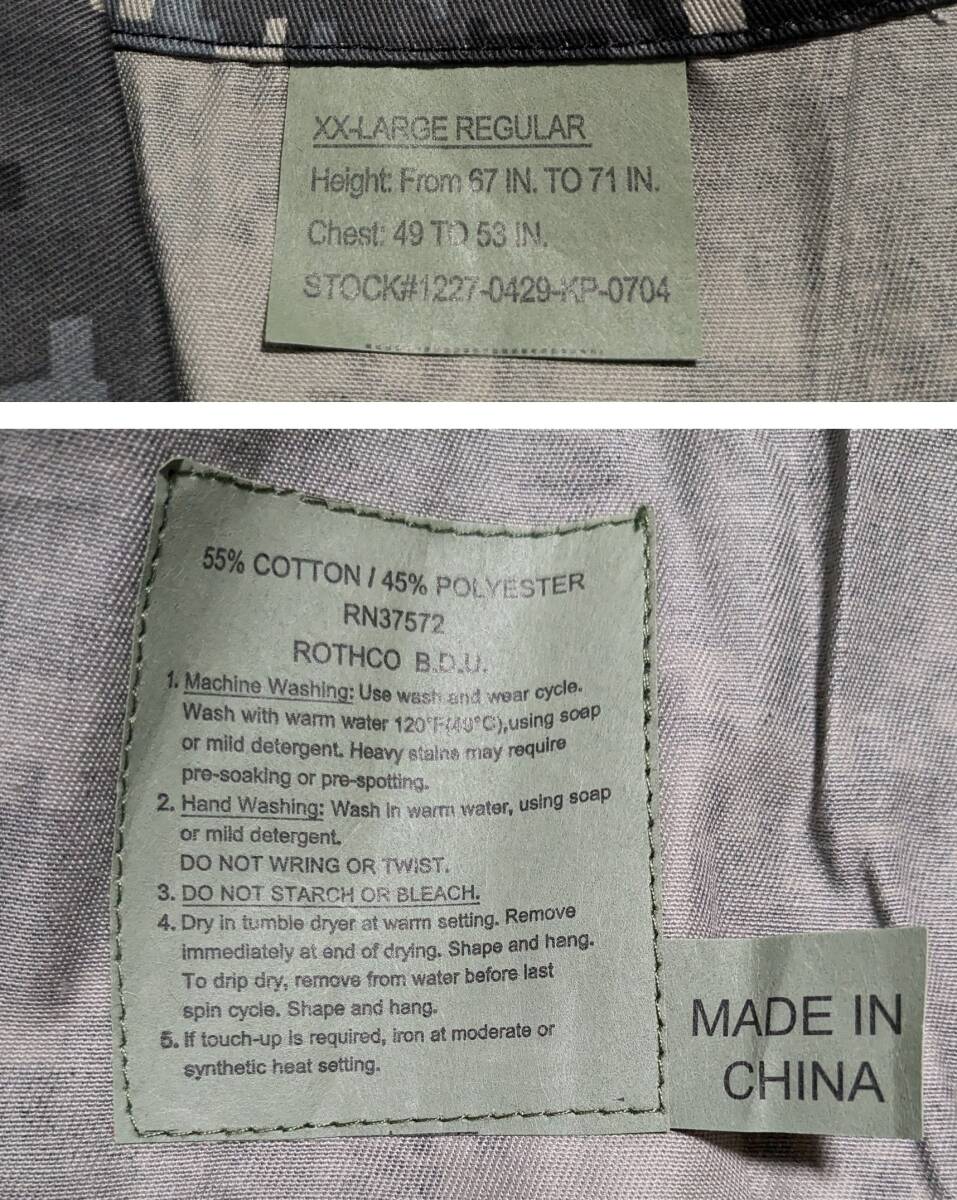 XX-LARGE REGULAR
Height: From 67 IN. TO 71 IN.
Chest: 49 TO 53 IN.
STOCK#1227-0429-KP-0704
55% COTTON / 45% POLYESTER
RN37572
ROTHCO B.D.U.
1. Machine Washing: Use wash and wear cycle.
Wash with warm water 120°F(49°C),using soap
or mild detergent. Heavy stains may require
pre-soaking or pre-spotting.
2. Hand Washing: Wash in warm water, using soap
or mild detergent.
DO NOT WRING OR TWIST.
3. DO NOT STARCH OR BLEACH.
4. Dry in tumble dryer at warm setting. Remove
immediately at end of drying. Shape and hang.
To drip dry, remove from water before last
spin cycle. Shape and hang.
5. If touch-up is required, iron at moderate or
synthetic heat setting.
MADE IN
CHINA